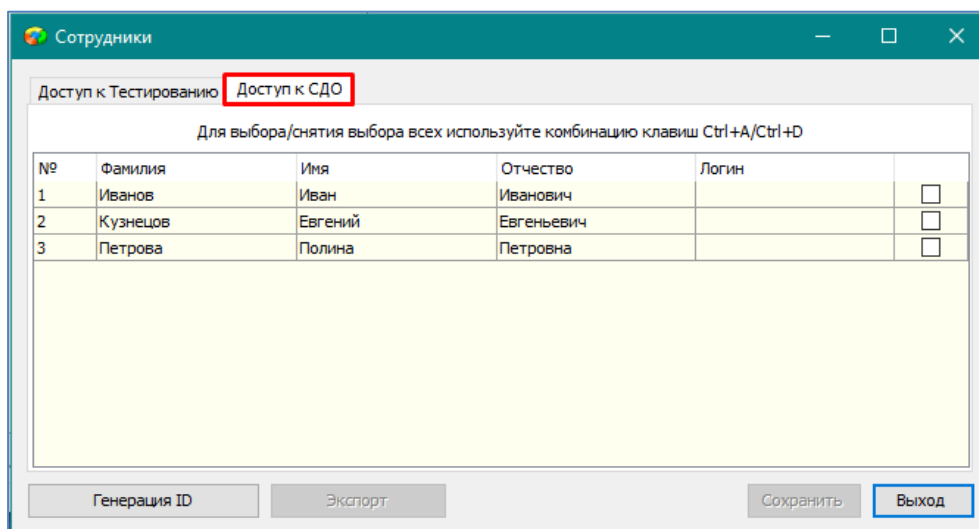 Сотрудники
Доступ к Тестированию Доступ к СДО
Для выбора/снятия выбора всех используйте комбинацию клавиш Ctrl+A/Ctrl+D
№ Фамилия Имя Отчество Логин
1 Иванов Иван Иванович
2 Кузнецов Евгений Евгеньевич
3 Петрова Полина Петровна
Генерация ID Экспорт Сохранить Выход